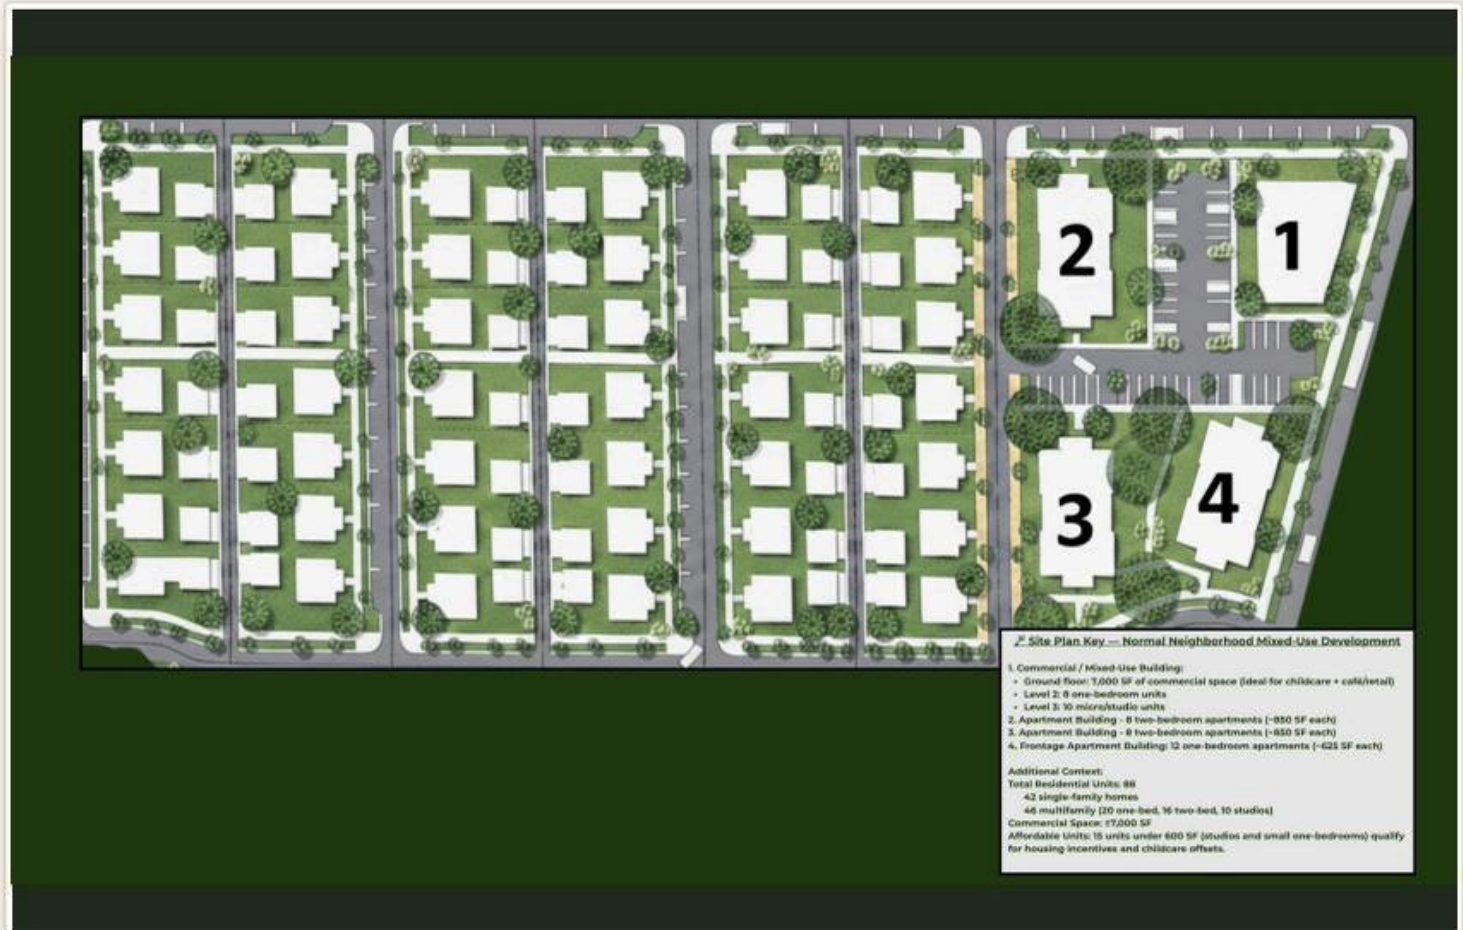 2
1
3
4
Site Plan Key — Normal Neighborhood Mixed-Use Development
1. Commercial / Mixed-Use Building:
• Ground floor: 7,000 SF of commercial space (ideal for childcare + café/retail)
• Level 2: 8 one-bedroom units
• Level 3: 10 micro/studio units
2. Apartment Building - 8 two-bedroom apartments (~850 SF each)
3. Apartment Building - 8 two-bedroom apartments (~850 SF each)
4. Frontage Apartment Building: 12 one-bedroom apartments (~625 SF each)
Additional Context:
Total Residential Units: 88
42 single-family homes
46 multifamily (20 one-bed, 16 two-bed, 10 studios)
Commercial Space: ±7,000 SF
Affordable Units: 15 units under 600 SF (studios and small one-bedrooms) qualify
for housing incentives and childcare offsets.